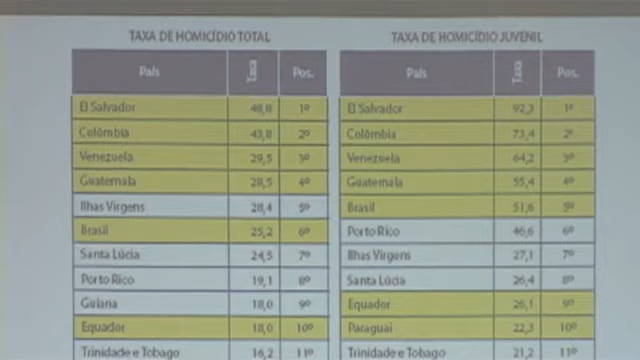 TAXA DE HOMICÍDIO TOTAL TAXA DE HOMICÍDIO JUVENIL
País Taxa Pos. País Taxa Pos.
El Salvador 48,8 1º El Salvador 92,3 1º
Colômbia 43,8 2º Colômbia 73,4 2º
Venezuela 29,5 3º Venezuela 64,2 3º
Guatemala 28,5 4º Guatemala 55,4 4º
Ilhas Virgens 28,4 5º Brasil 51,6 5º
Brasil 25,2 6º Porto Rico 46,6 6º
Santa Lúcia 24,5 7º Ilhas Virgens 27,1 7º
Porto Rico 19,1 8º Santa Lúcia 26,4 8º
Guiana 18,0 9º Equador 26,1 9º
Equador 18,0 10º Paraguai 22,3 10º
Trinidade e Tobago 16,2 11º Trinidade e Tobago 21,2 11º